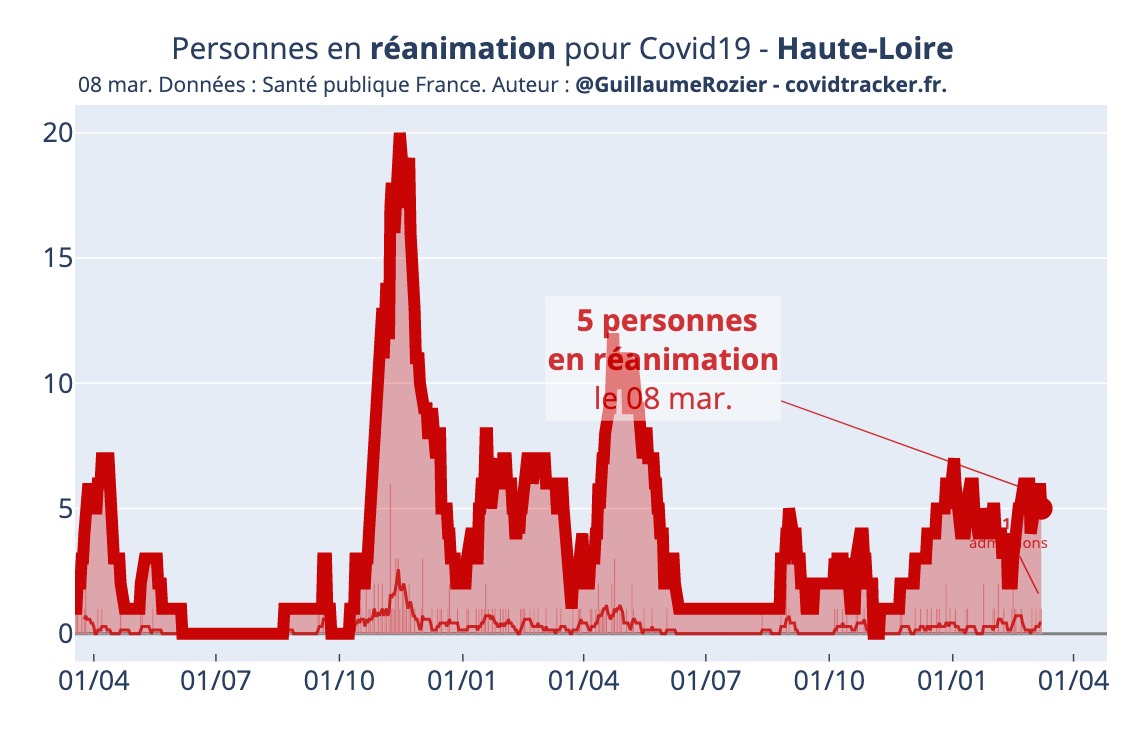 Personnes en réanimation pour Covid19 - Haute-Loire
08 mar. Données : Santé publique France. Auteur : @GuillaumeRozier - covidtracker.fr.
20
15
10
5
0
5 personnes
en réanimation
le 08 mar.
1
01/04 01/07 01/10 01/01 01/04 01/07 01/10 01/01 01/04